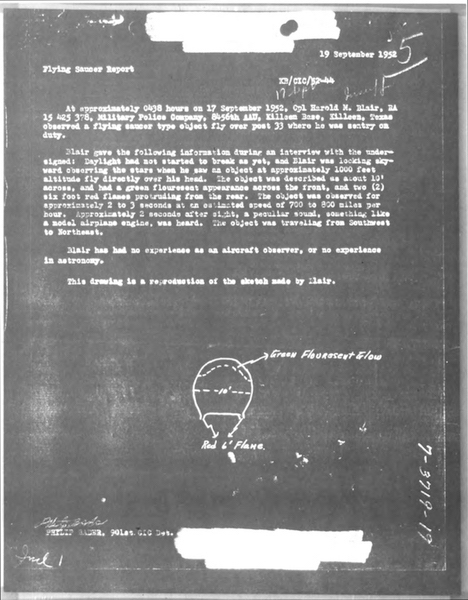 19 September 1952
5
Flying Saucer Report
XB/CIC/52-44
At approximately 0438 hours on 17 September 1952, Cpl Harold M. Blair, RA
15 425 378, Military Police Company, 8456th AAU, Killeen Base, Killeen, Texas
observed a flying saucer type object fly over post 33 where he was sentry on
duty.
Blair gave the following information during an interview with the under-
signed: Daylight had not started to break as yet, and Blair was looking sky-
ward observing the stars when he saw an object at approximately 1000 feet
altitude fly directly over his head. The object was described as about 10'
across, and had a green flouresent appearance across the front, and two (2)
six foot red flames protruding from the rear. The object was observed for
approximately 2 to 3 seconds at an estimated speed of 700 to 800 miles per
hour. Approximately 2 seconds after sight, a peculiar sound, something like
a model airplane engine, was heard. The object was traveling from Southwest
to Northeast.
Blair has had no experience as an aircraft observer, or no experience
in astronomy.
This drawing is a reproduction of the sketch made by Blair.
Green Flouresent Glow
10'
Red 6' Flame.
7-3719-19
PHILIP BADER, 901st CIC Det.
Incl 1